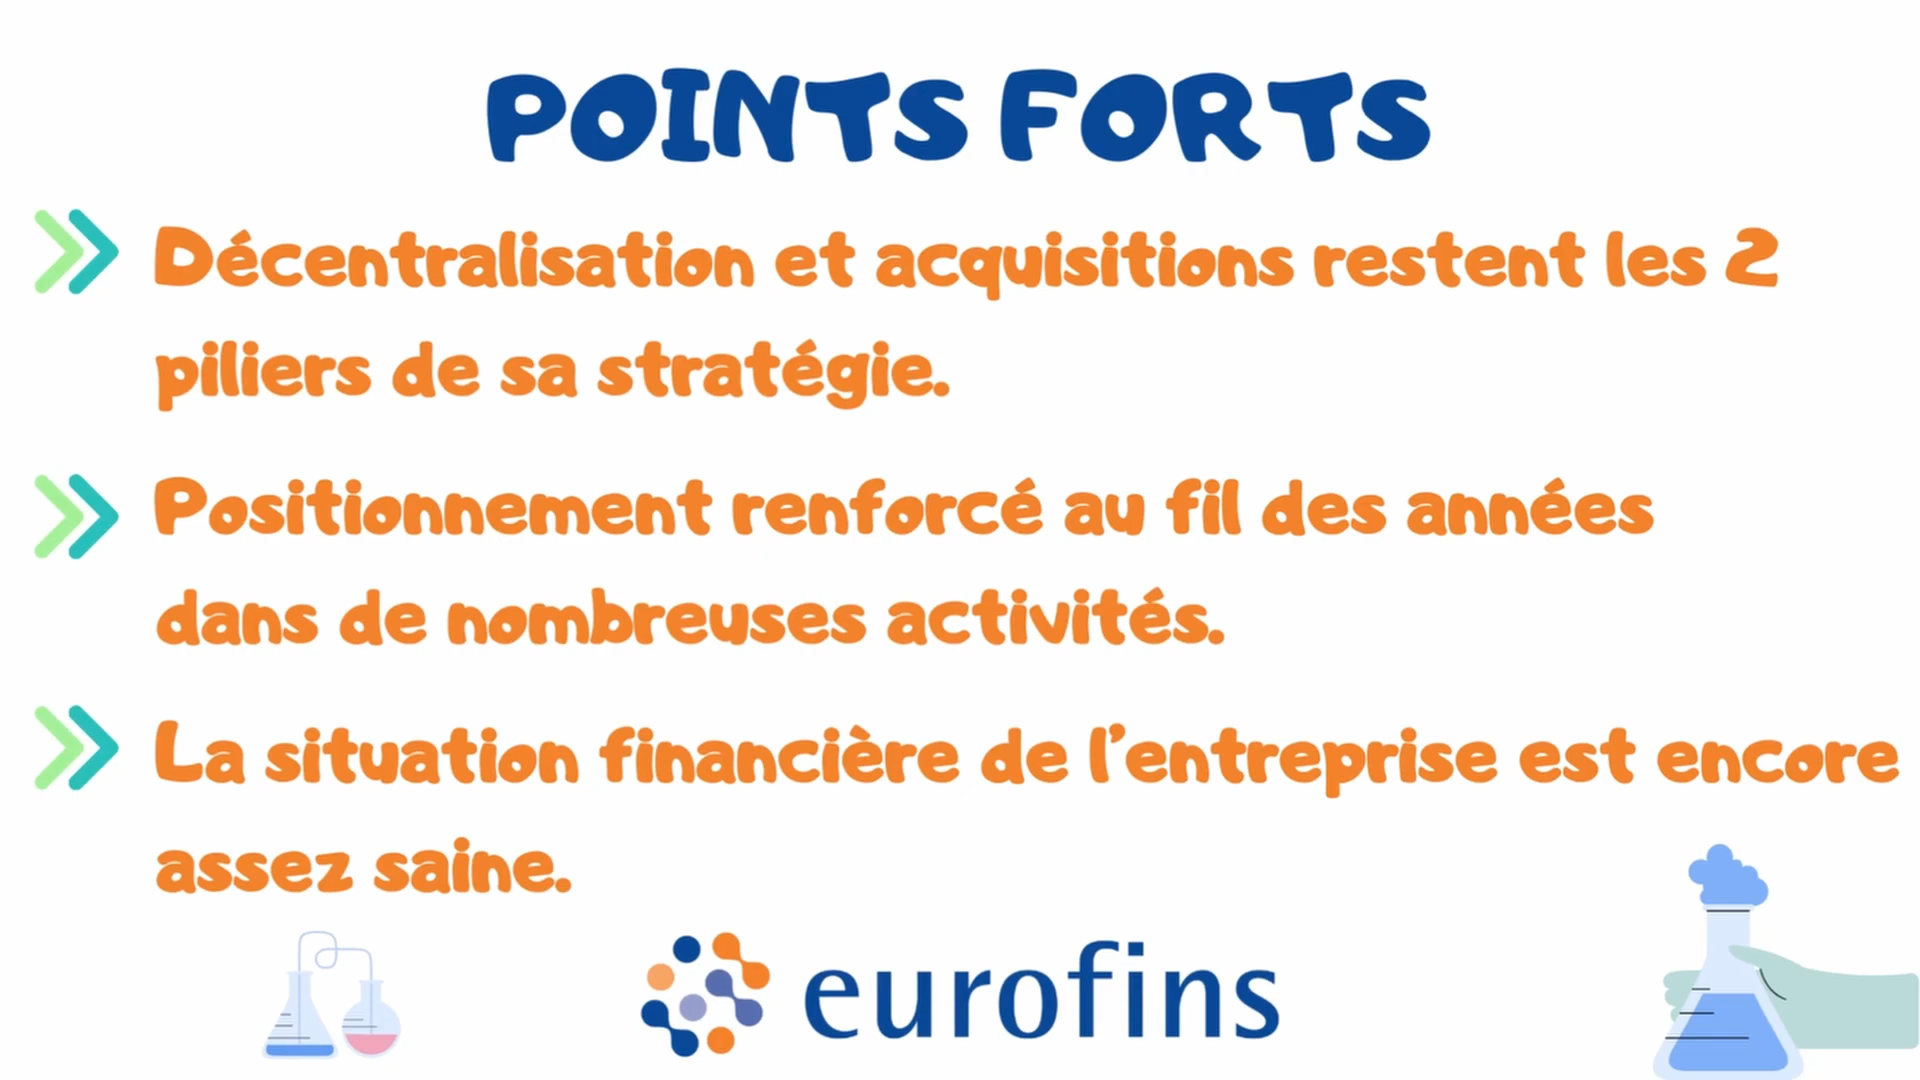 POINTS FORTS
Décentralisation et acquisitions restent les 2
piliers de sa stratégie.
Positionnement renforcé au fil des années
dans de nombreuses activités.
La situation financière de l'entreprise est encore
assez saine.
eurofins